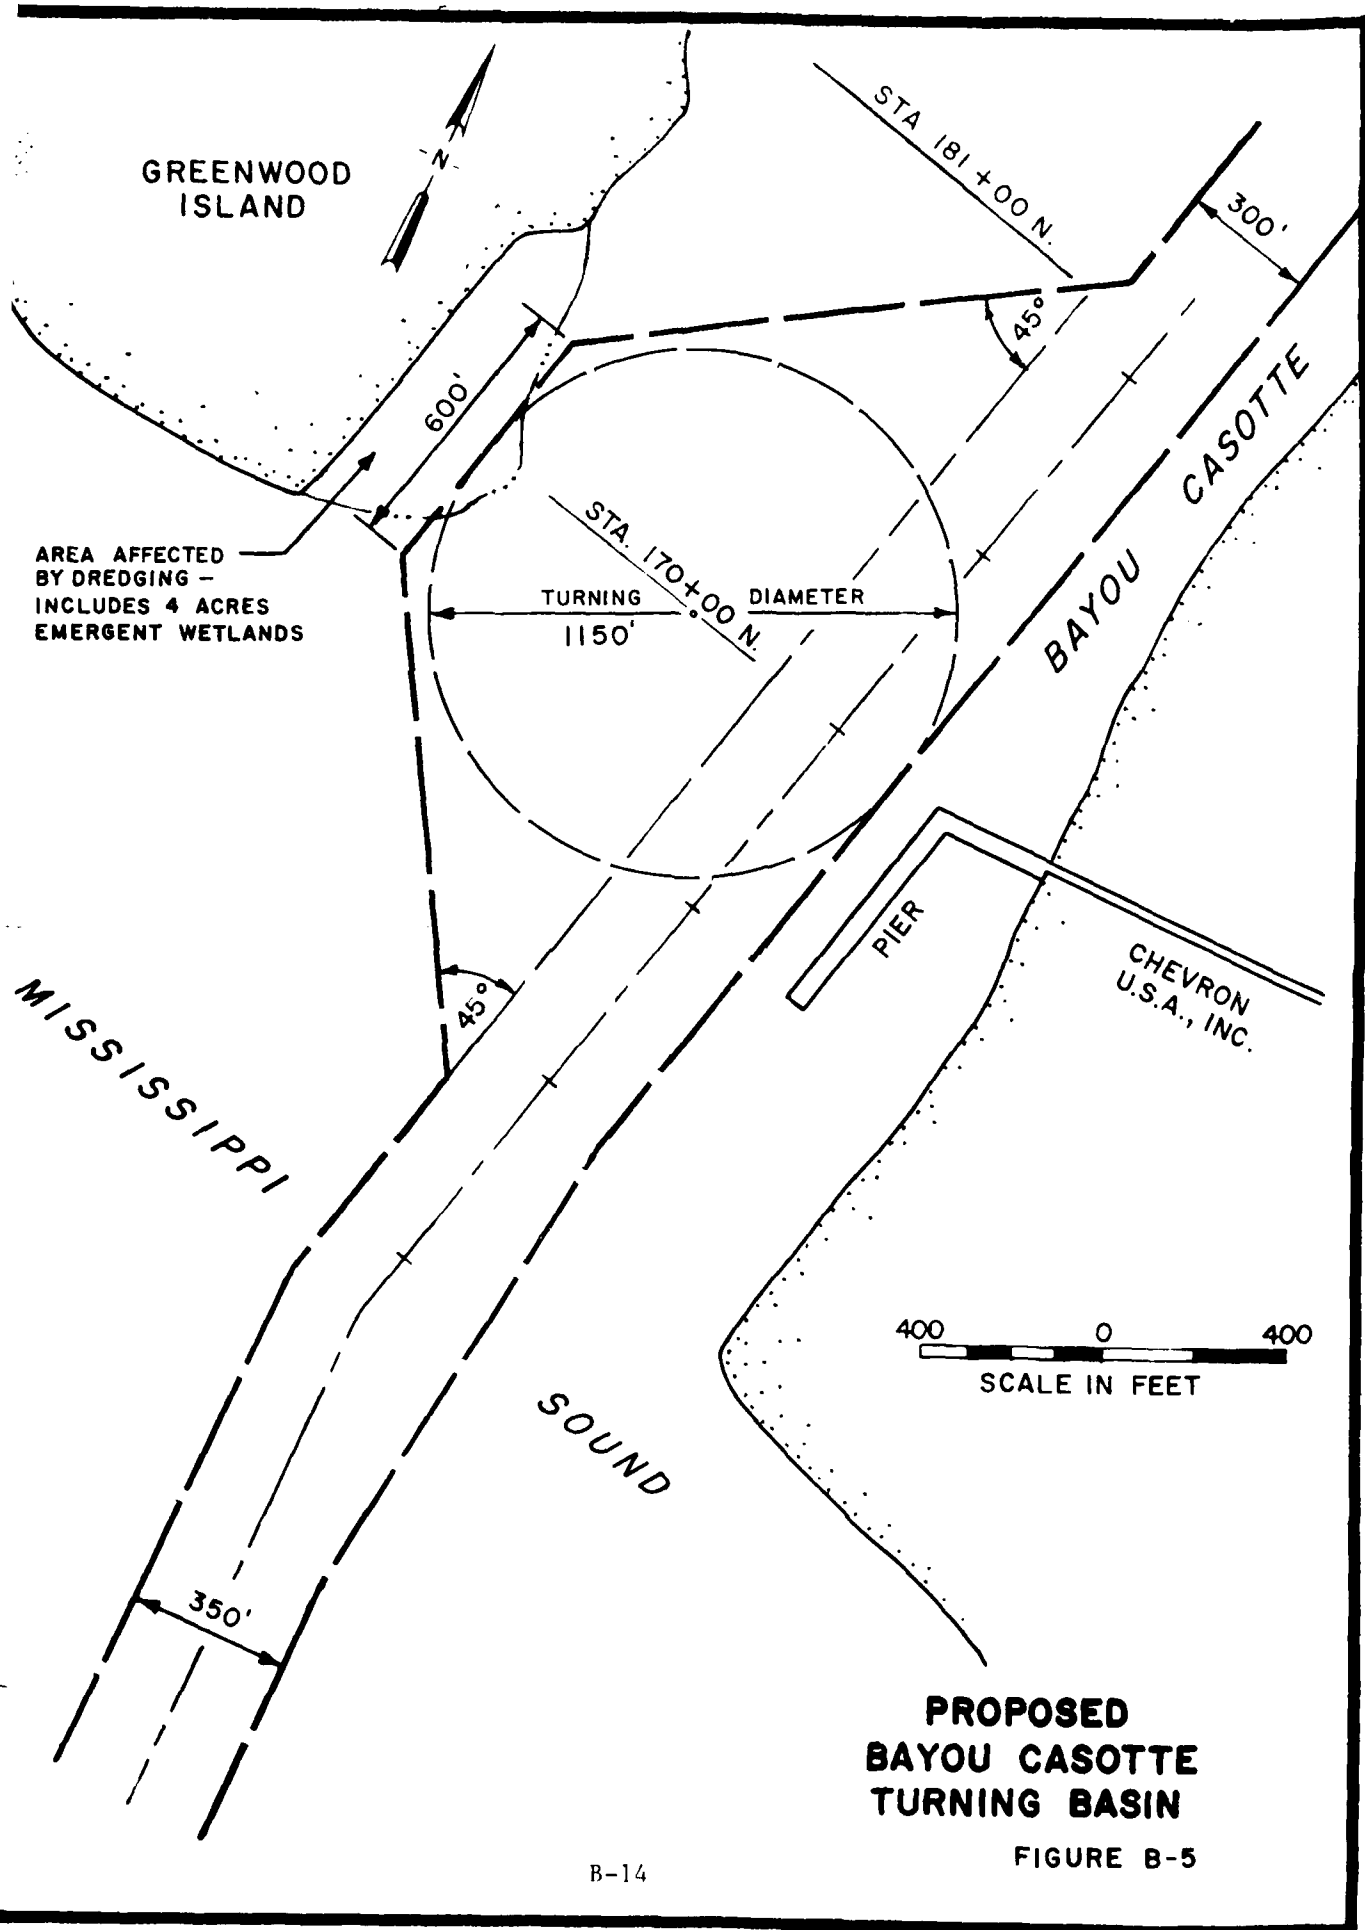 GREENWOOD
ISLAND
N
STA 181+00 N.
300'
45°
600'
CASOTTE
BAYOU
STA. 170+00 N.
AREA AFFECTED
BY DREDGING –
INCLUDES 4 ACRES
EMERGENT WETLANDS
TURNING DIAMETER
1150'
PIER
CHEVRON
U.S.A., INC.
45°
MISSISSIPPI
SOUND
400 0 400
SCALE IN FEET
350'
PROPOSED
BAYOU CASOTTE
TURNING BASIN
FIGURE B-5
B-14